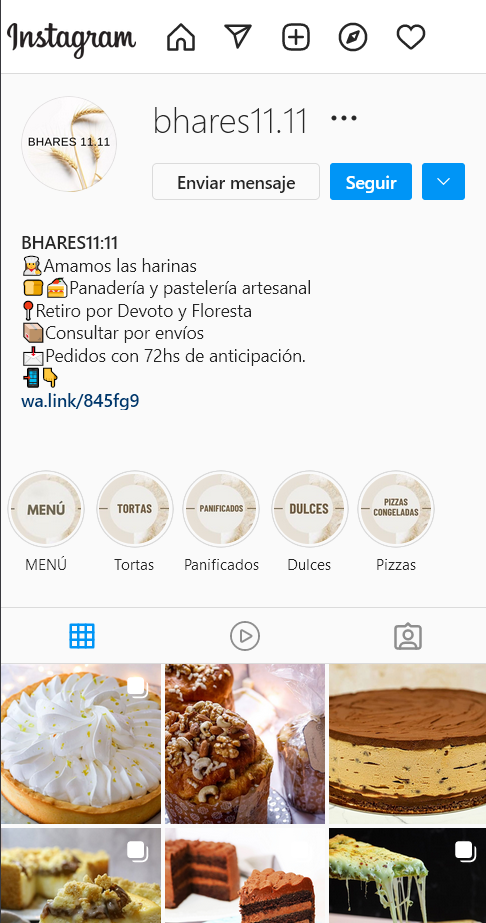 Instagram
BHARES 11.11
bhares11.11
Enviar mensaje
Seguir
BHARES11:11
Amamos las harinas
Panadería y pastelería artesanal
Retiro por Devoto y Floresta
Consultar por envíos
Pedidos con 72hs de anticipación.
wa.link/845fg9
MENÚ
TORTAS
PANIFICADOS
DULCES
PIZZAS
CONGELADAS
MENÚ
Tortas
Panificados
Dulces
Pizzas